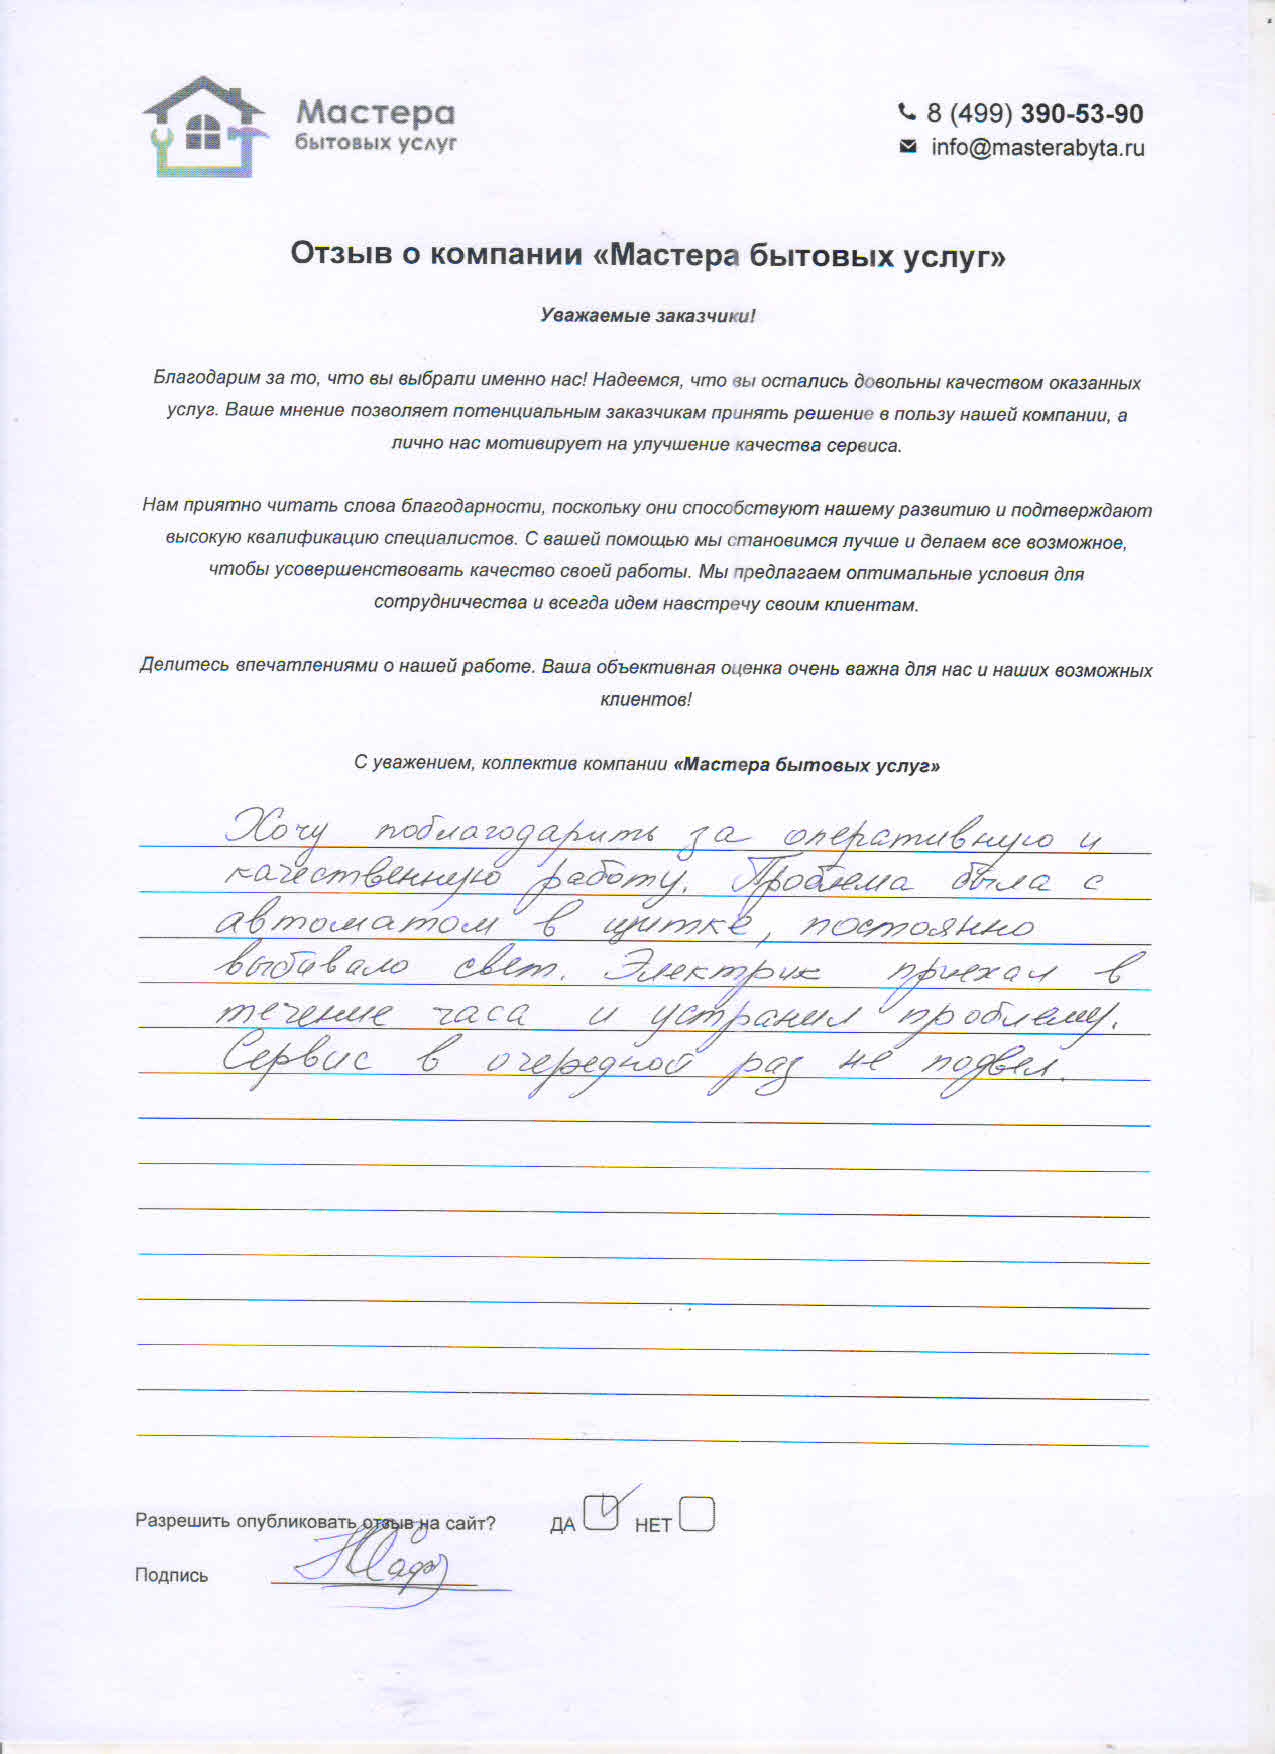 Мастера
бытовых услуг
8 (499) 390-53-90
info@masterabyta.ru
Отзыв о компании «Мастера бытовых услуг»
Уважаемые заказчики!
Благодарим за то, что вы выбрали именно нас! Надеемся, что вы остались довольны качеством оказанных
услуг. Ваше мнение позволяет потенциальным заказчикам принять решение в пользу нашей компании, а
лично нас мотивирует на улучшение качества сервиса.
Нам приятно читать слова благодарности, поскольку они способствуют нашему развитию и подтверждают
высокую квалификацию специалистов. С вашей помощью мы становимся лучше и делаем все возможное,
чтобы усовершенствовать качество своей работы. Мы предлагаем оптимальные условия для
сотрудничества и всегда идем навстречу своим клиентам.
Делитесь впечатлениями о нашей работе. Ваша объективная оценка очень важна для нас и наших возможных
клиентов!
С уважением, коллектив компании «Мастера бытовых услуг»
Хочу поблагодарить за оперативную и
качественную работу. Проблема была с
автоматом в щитке, постоянно
выбивало свет. Электрик приехал в
течение часа и устранил проблему.
Сервис в очередной раз не подвел.
Разрешить опубликовать отзыв на сайт? ДА НЕТ
Подпись